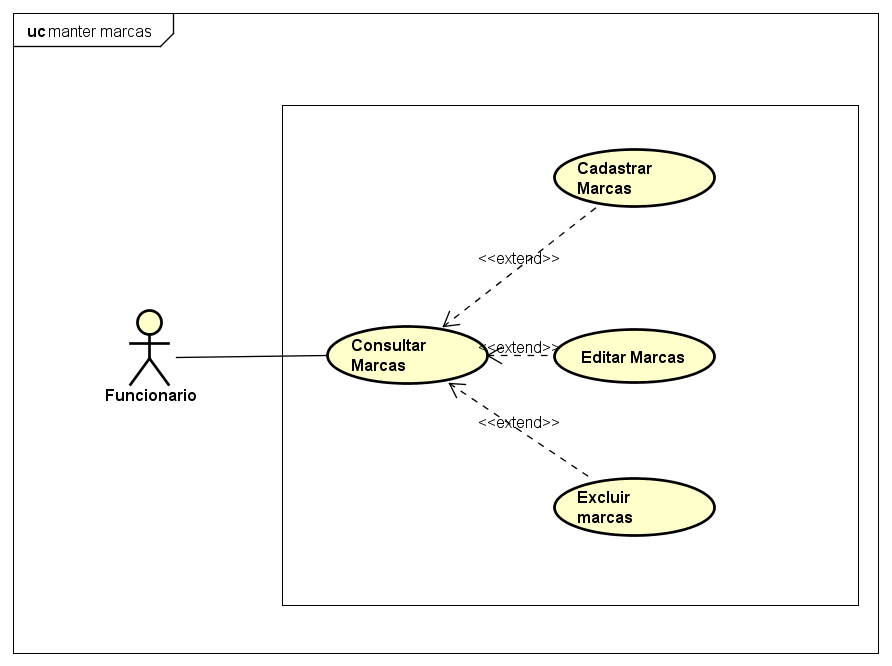 uc manter marcas
Cadastrar
Marcas
<<extend>>
Consultar
Marcas
<<extend>>
Editar Marcas
Funcionario
<<extend>>
Excluir
marcas